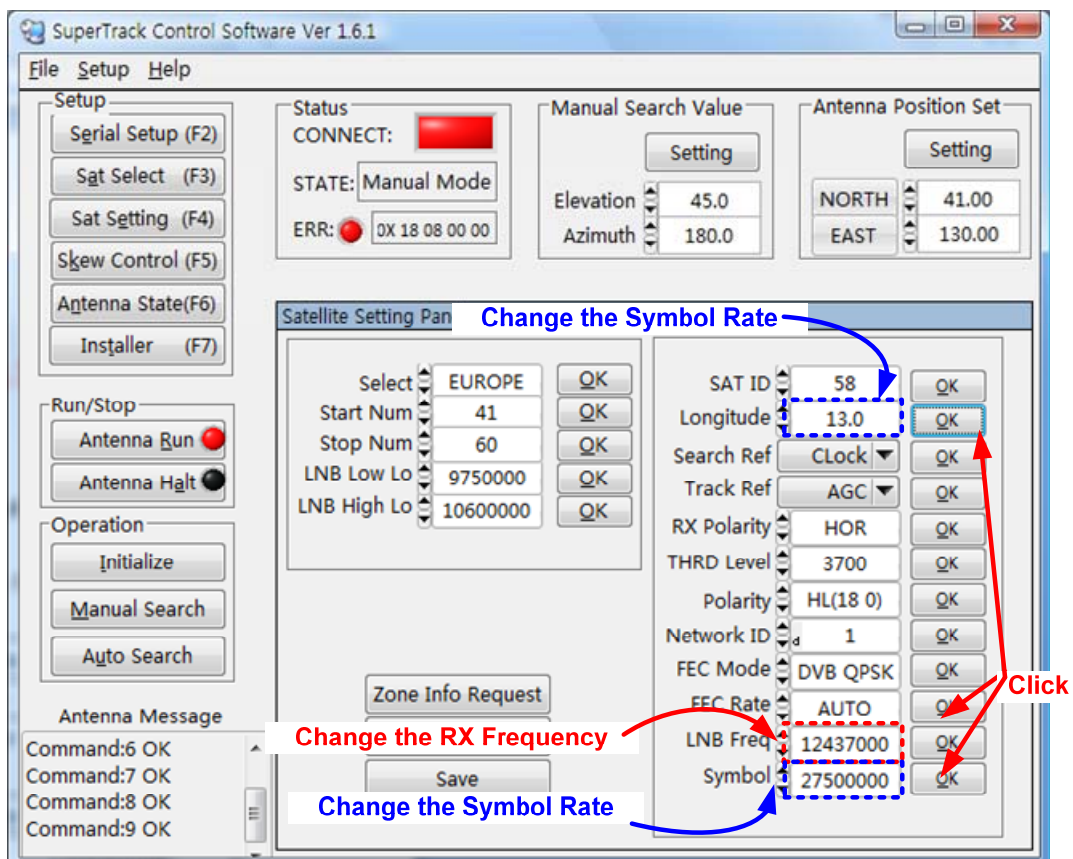 SuperTrack Control Software Ver 1.6.1
File Setup Help
Setup
Serial Setup (F2)
Sat Select (F3)
Sat Setting (F4)
Skew Control (F5)
Antenna State(F6)
Installer (F7)
Run/Stop
Antenna Run
Antenna Halt
Operation
Initialize
Manual Search
Auto Search
Antenna Message
Command:6 OK
Command:7 OK
Command:8 OK
Command:9 OK
Status
CONNECT:
STATE: Manual Mode
ERR: 0X 18 08 00 00
Manual Search Value
Setting
Elevation 45.0
Azimuth 180.0
Antenna Position Set
Setting
NORTH 41.00
EAST 130.00
Satellite Setting Pan
Change the Symbol Rate
Select EUROPE OK
Start Num 41 OK
Stop Num 60 OK
LNB Low Lo 9750000 OK
LNB High Lo 10600000 OK
Zone Info Request
Save
SAT ID 58 OK
Longitude 13.0 OK
Search Ref CLock OK
Track Ref AGC OK
RX Polarity HOR OK
THRD Level 3700 OK
Polarity HL(18 0) OK
Network ID d 1 OK
FEC Mode DVB QPSK OK
FEC Rate AUTO OK
LNB Freq 12437000 OK
Symbol 27500000 OK
Change the RX Frequency
Change the Symbol Rate
Click